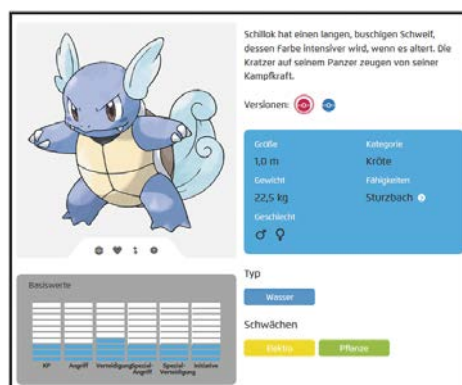 Schillok hat einen langen, buschigen Schweif,
dessen Farbe intensiver wird, wenn es altert. Die
Kratzer auf seinem Panzer zeugen von seiner
Kampfkraft.
Versionen:
Größe
1,0 m
Kategorie
Kröte
Gewicht
22,5 kg
Fähigkeiten
Sturzbach
Geschlecht
Basiswerte
KP
Angriff
Verteidigung
Spezial-
Angriff
Spezial-
Verteidigung
Initiative
Typ
Wasser
Schwächen
Elektro
Pflanze